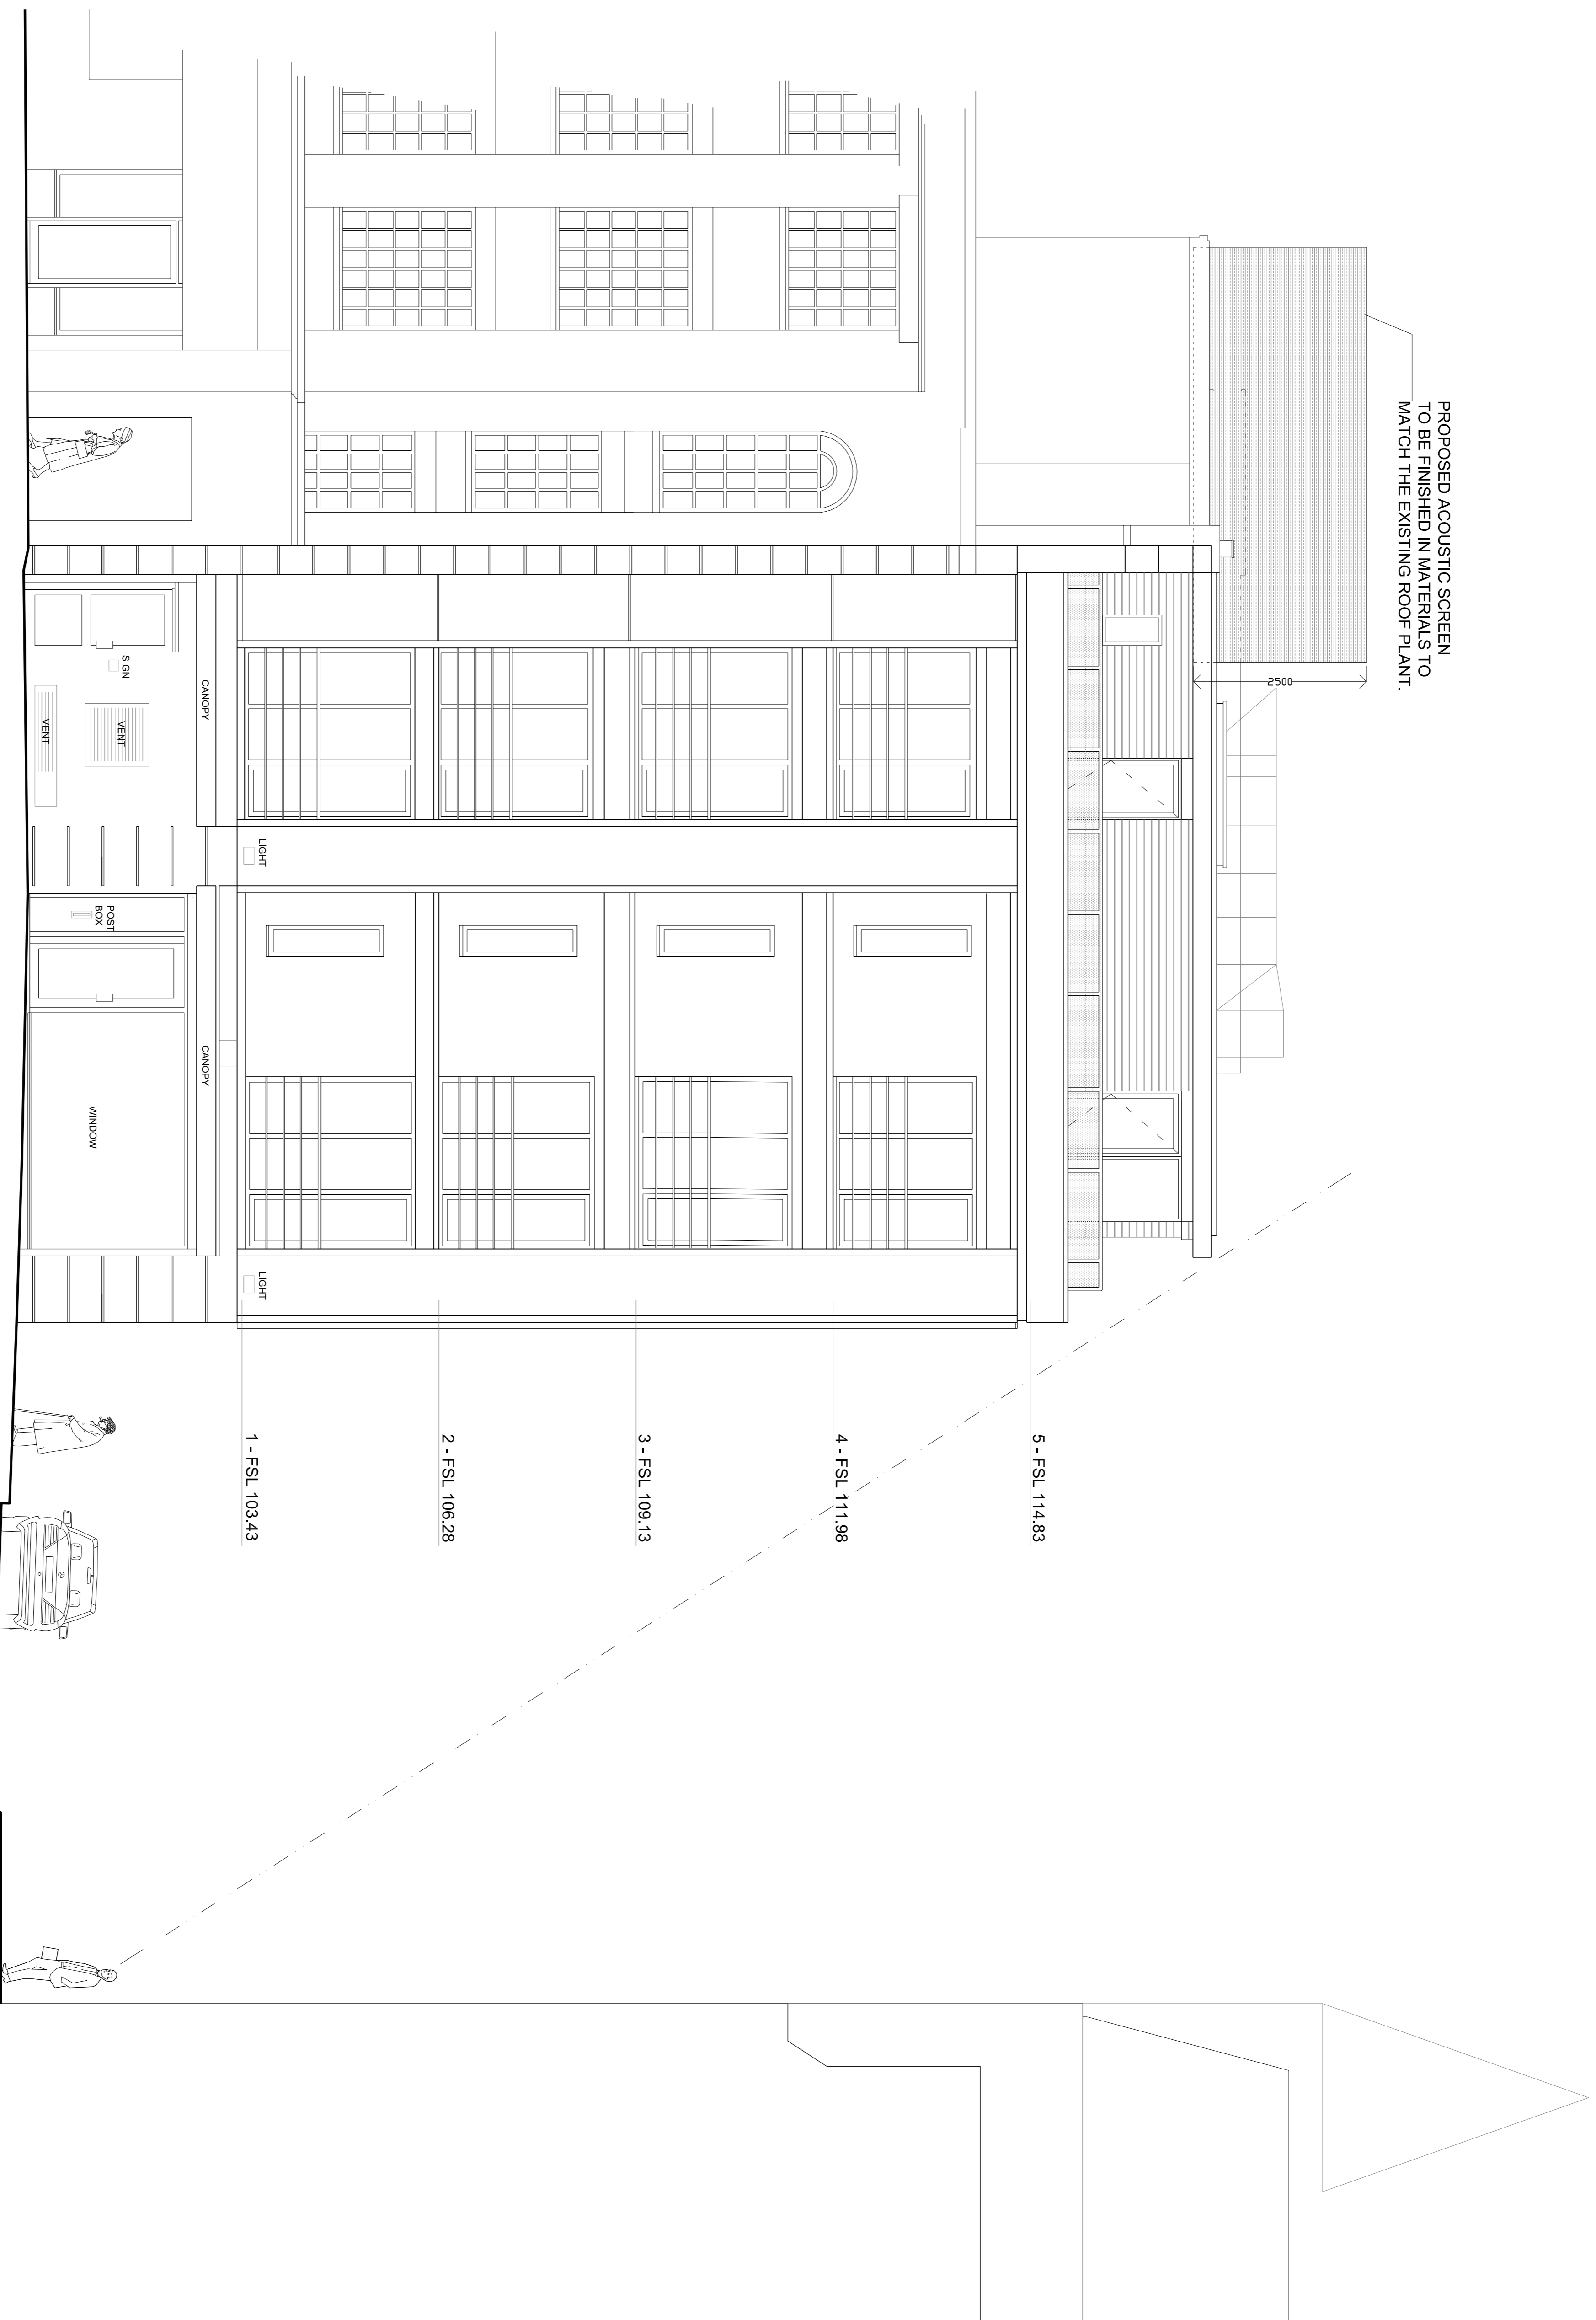 PROPOSED ACOUSTIC SCREEN
TO BE FINISHED IN MATERIALS TO
MATCH THE EXISTING ROOF PLANT.
2500
5 - FSL 114.83
4 - FSL 111.98
3 - FSL 109.13
2 - FSL 106.28
1 - FSL 103.43
LIGHT
LIGHT
CANOPY
CANOPY
SIGN
VENT
VENT
POST
BOX
WINDOW